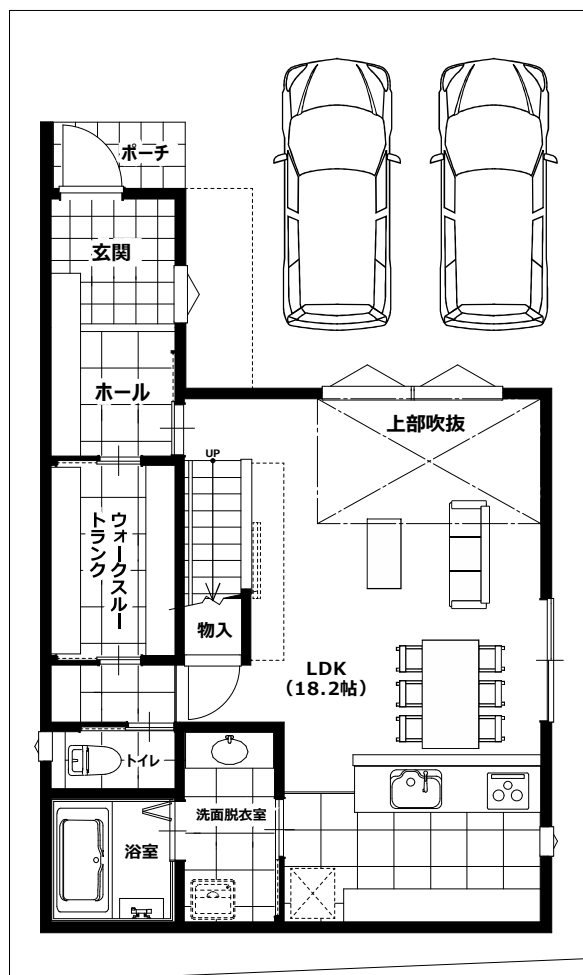 ポーチ
玄関
ホール
上部吹抜
UP
ウォークスルー
トランク
物入
LDK
（18.2帖）
トイレ
洗面脱衣室
浴室